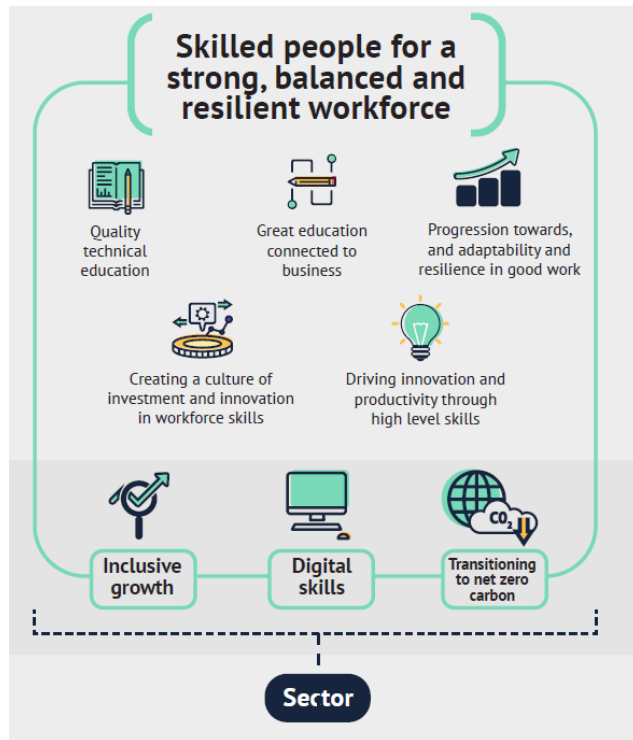 Skilled people for a
strong, balanced and
resilient workforce
Quality
technical
education
Great education
connected to
business
Progression towards,
and adaptability and
resilience in good work
Creating a culture of
investment and innovation
in workforce skills
Driving innovation and
productivity through
high level skills
CO₂
Inclusive
growth
Digital
skills
Transitioning
to net zero
carbon
Sector